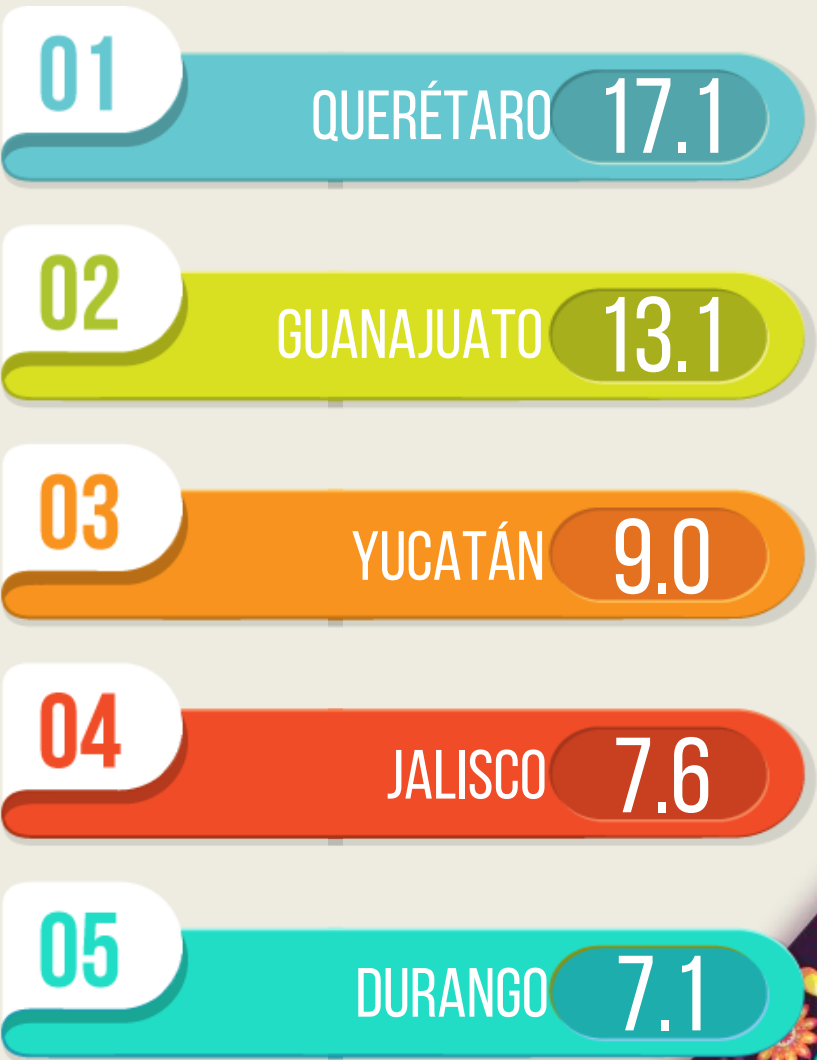 01
QUERÉTARO 17.1
02
GUANAJUATO 13.1
03
YUCATÁN 9.0
04
JALISCO 7.6
05
DURANGO 7.1